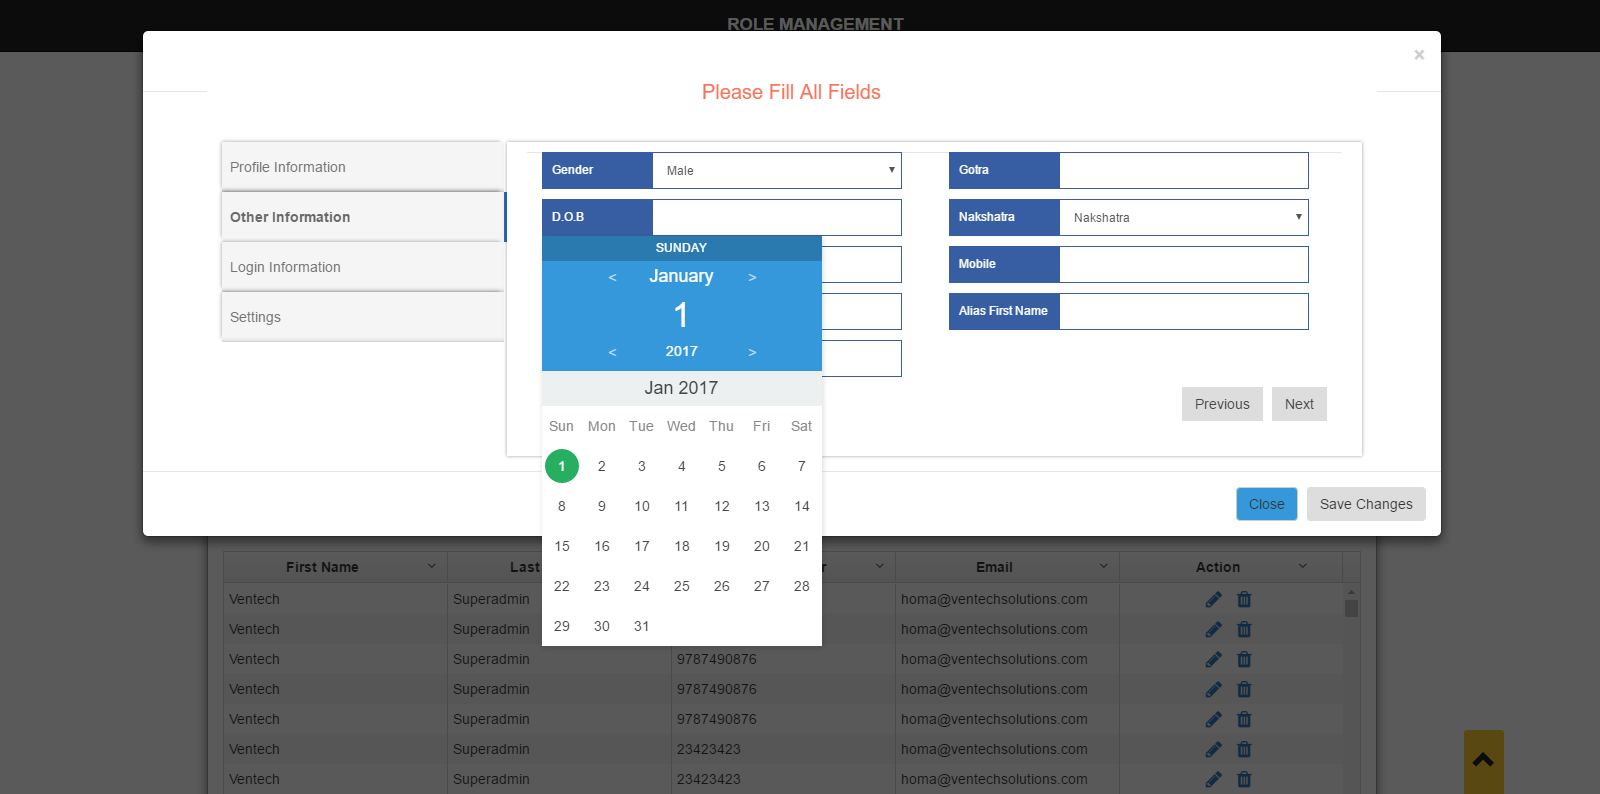 ROLE MANAGEMENT
×
Please Fill All Fields
Profile Information
Other Information
Login Information
Settings
Gender Male
Gotra
D.O.B
Nakshatra Nakshatra
Mobile
Alias First Name
SUNDAY
< January >
1
< 2017 >
Jan 2017
Sun Mon Tue Wed Thu Fri Sat
1 2 3 4 5 6 7
8 9 10 11 12 13 14
15 16 17 18 19 20 21
22 23 24 25 26 27 28
29 30 31
Previous Next
Close Save Changes
First Name Last Email Action
Ventech Superadmin homa@ventechsolutions.com
Ventech Superadmin homa@ventechsolutions.com
Ventech Superadmin 9787490876 homa@ventechsolutions.com
Ventech Superadmin 9787490876 homa@ventechsolutions.com
Ventech Superadmin 9787490876 homa@ventechsolutions.com
Ventech Superadmin 23423423 homa@ventechsolutions.com
Ventech Superadmin 23423423 homa@ventechsolutions.com